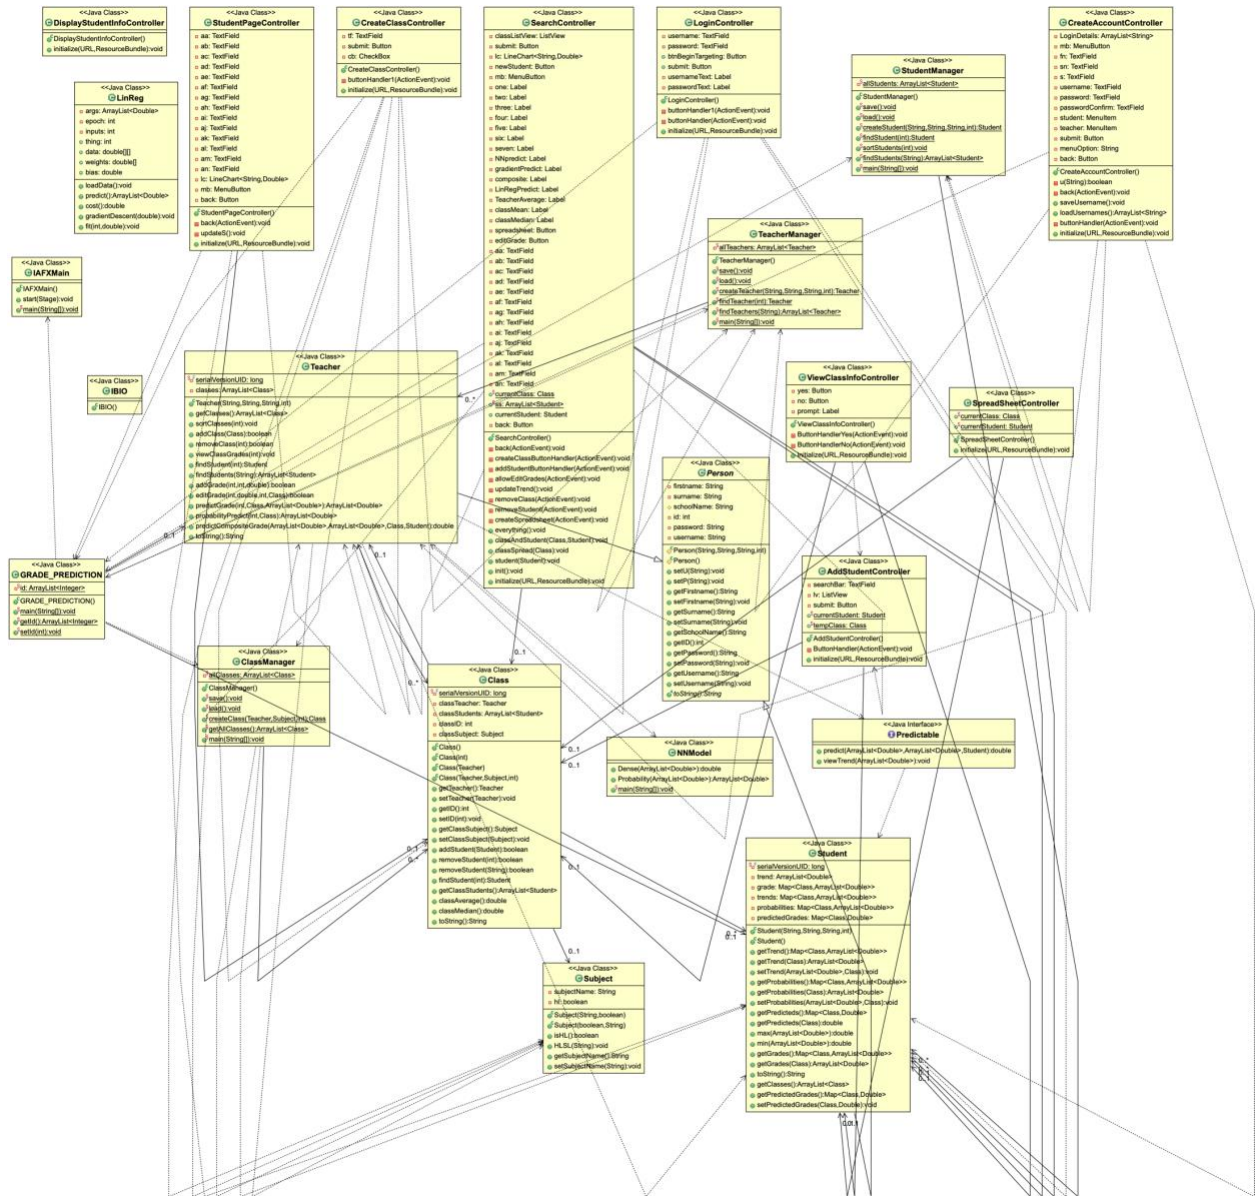 <<Java Class>>
DisplayStudentInfoController
DisplayStudentInfoController()
initialize(URL,ResourceBundle):void
<<Java Class>>
StudentPageController
aa: TextField
ab: TextField
ac: TextField
ad: TextField
ae: TextField
af: TextField
ag: TextField
ah: TextField
ai: TextField
aj: TextField
ak: TextField
al: TextField
am: TextField
an: TextField
lc: LineChart<String,Double>
mb: MenuButton
back: Button
StudentPageController()
back(ActionEvent):void
updateS():void
initialize(URL,ResourceBundle):void
<<Java Class>>
CreateClassController
tf: TextField
submit: Button
cb: CheckBox
CreateClassController()
buttonHandler1(ActionEvent):void
initialize(URL,ResourceBundle):void
<<Java Class>>
SearchController
classListView: ListView
submit: Button
lc: LineChart<String,Double>
newStudent: Button
mb: MenuButton
one: Label
two: Label
three: Label
four: Label
five: Label
six: Label
seven: Label
NNpredict: Label
gradientPredict: Label
composite: Label
LinRegPredict: Label
TeacherAverage: Label
classMean: Label
classMedian: Label
spreadsheet: Button
editGrade: Button
aa: TextField
ab: TextField
ac: TextField
ad: TextField
ae: TextField
af: TextField
ag: TextField
ah: TextField
ai: TextField
aj: TextField
ak: TextField
al: TextField
am: TextField
an: TextField
currentClass: Class
ss: ArrayList<Student>
currentStudent: Student
back: Button
SearchController()
back(ActionEvent):void
createClassButtonHandler(ActionEvent):void
addStudentButtonHandler(ActionEvent):void
allowEditGrades(ActionEvent):void
updateTrend():void
removeClass(ActionEvent):void
removeStudent(ActionEvent):void
createSpreadsheet(ActionEvent):void
everything():void
classAndStudent(Class,Student):void
classSpread(Class):void
student(Student):void
init():void
initialize(URL,ResourceBundle):void
<<Java Class>>
LoginController
username: TextField
password: TextField
btnBeginTargeting: Button
submit: Button
usernameText: Label
passwordText: Label
LoginController()
buttonHandler1(ActionEvent):void
buttonHandler(ActionEvent):void
initialize(URL,ResourceBundle):void
<<Java Class>>
StudentManager
allStudents: ArrayList<Student>
StudentManager()
save():void
load():void
createStudent(String,String,String,int):Student
findStudent(int):Student
sortStudents(int):void
findStudents(String):ArrayList<Student>
main(String[]):void
<<Java Class>>
CreateAccountController
LoginDetails: ArrayList<String>
mb: MenuButton
fn: TextField
sn: TextField
s: TextField
username: TextField
password: TextField
passwordConfirm: TextField
student: MenuItem
teacher: MenuItem
submit: Button
menuOption: String
back: Button
CreateAccountController()
u(String):boolean
back(ActionEvent):void
saveUsername():void
loadUsernames():ArrayList<String>
buttonHandler(ActionEvent):void
initialize(URL,ResourceBundle):void
<<Java Class>>
LinReg
args: ArrayList<Double>
epoch: int
inputs: int
thing: int
data: double[][]
weights: double[]
bias: double
loadData():void
predict():ArrayList<Double>
cost():double
gradientDescent(double):void
fit(int,double):void
<<Java Class>>
IAFXMain
IAFXMain()
start(Stage):void
main(String[]):void
<<Java Class>>
IBIO
IBIO()
<<Java Class>>
TeacherManager
allTeachers: ArrayList<Teacher>
TeacherManager()
save():void
load():void
createTeacher(String,String,String,int):Teacher
findTeacher(int):Teacher
findTeachers(String):ArrayList<Teacher>
main(String[]):void
<<Java Class>>
Teacher
serialVersionUID: long
classes: ArrayList<Class>
Teacher(String,String,String,int)
getClasses():ArrayList<Class>
sortClasses(int):void
addClass(Class):boolean
removeClass(int):boolean
viewClassGrades(int):void
findStudent(int):Student
findStudents(String):ArrayList<Student>
addGrade(int,int,double):boolean
editGrade(int,double,int,Class):boolean
predictGrade(int,Class,ArrayList<Double>):ArrayList<Double>
probabilityPredict(int,Class):ArrayList<Double>
predictCompositeGrade(ArrayList<Double>,ArrayList<Double>,Class,Student):double
toString():String
0..*
0..1
0..1
<<Java Class>>
ViewClassInfoController
yes: Button
no: Button
prompt: Label
ViewClassInfoController()
ButtonHandlerYes(ActionEvent):void
ButtonHandlerNo(ActionEvent):void
initialize(URL,ResourceBundle):void
<<Java Class>>
SpreadSheetController
currentClass: Class
currentStudent: Student
SpreadSheetController()
initialize(URL,ResourceBundle):void
<<Java Class>>
Person
firstname: String
surname: String
schoolName: String
id: int
password: String
username: String
Person(String,String,String,int)
Person()
setU(String):void
setP(String):void
getFirstname():String
setFirstname(String):void
getSurname():String
setSurname(String):void
getSchoolName():String
getID():int
getPassword():String
setPassword(String):void
getUsername():String
setUsername(String):void
toString():String
<<Java Class>>
GRADE_PREDICTION
id: ArrayList<Integer>
GRADE_PREDICTION()
main(String[]):void
getId():ArrayList<Integer>
setId(int):void
<<Java Class>>
AddStudentController
searchBar: TextField
lv: ListView
submit: Button
currentStudent: Student
tempClass: Class
AddStudentController()
ButtonHandler(ActionEvent):void
initialize(URL,ResourceBundle):void
<<Java Class>>
ClassManager
allClasses: ArrayList<Class>
ClassManager()
save():void
load():void
createClass(Teacher,Subject,int):Class
getAllClasses():ArrayList<Class>
main(String[]):void
0..1
0..*
<<Java Class>>
Class
serialVersionUID: long
classTeacher: Teacher
classStudents: ArrayList<Student>
classID: int
classSubject: Subject
Class()
Class(int)
Class(Teacher)
Class(Teacher,Subject,int)
getTeacher():Teacher
setTeacher(Teacher):void
getID():int
setID(int):void
getClassSubject():Subject
setClassSubject(Subject):void
addStudent(Student):boolean
removeStudent(int):boolean
removeStudent(String):boolean
findStudent(int):Student
getClassStudents():ArrayList<Student>
classAverage():double
classMedian():double
toString():String
0..1
0..1
0..1
0..*
0..1
<<Java Class>>
NNModel
Dense(ArrayList<Double>):double
Probability(ArrayList<Double>):ArrayList<Double>
main(String[]):void
<<Java Interface>>
Predictable
predict(ArrayList<Double>,ArrayList<Double>,Student):double
viewTrend(ArrayList<Double>):void
<<Java Class>>
Student
serialVersionUID: long
trend: ArrayList<Double>
grade: Map<Class,ArrayList<Double>>
trends: Map<Class,ArrayList<Double>>
probabilities: Map<Class,ArrayList<Double>>
predictedGrades: Map<Class,Double>
Student(String,String,String,int)
Student()
getTrend():Map<Class,ArrayList<Double>>
getTrend(Class):ArrayList<Double>
setTrend(ArrayList<Double>,Class):void
getProbabilities():Map<Class,ArrayList<Double>>
getProbabilities(Class):ArrayList<Double>
setProbabilities(ArrayList<Double>,Class):void
getPredicteds():Map<Class,Double>
getPredicteds(Class):double
max(ArrayList<Double>):double
min(ArrayList<Double>):double
getGrades():Map<Class,ArrayList<Double>>
getGrades(Class):ArrayList<Double>
toString():String
getClasses():ArrayList<Class>
getPredictedGrades():Map<Class,Double>
setPredictedGrades(Class,Double):void
0..1
0..*
0..1
0..1
<<Java Class>>
Subject
subjectName: String
hl: boolean
Subject(String,boolean)
Subject(boolean,String)
isHL():boolean
HLSL(String):void
getSubjectName():String
setSubjectName(String):void